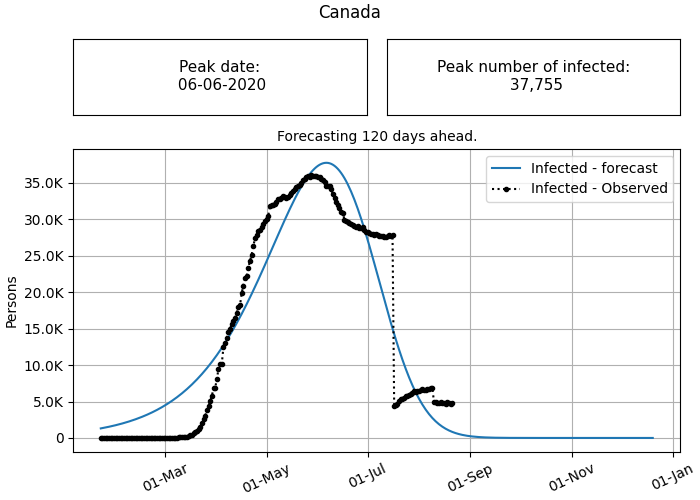 Canada
Peak date:
06-06-2020
Peak number of infected:
37,755
Forecasting 120 days ahead.
Infected - forecast
Infected - Observed
Persons
35.0K
30.0K
25.0K
20.0K
15.0K
10.0K
5.0K
0
01-Mar
01-May
01-Jul
01-Sep
01-Nov
01-Jan